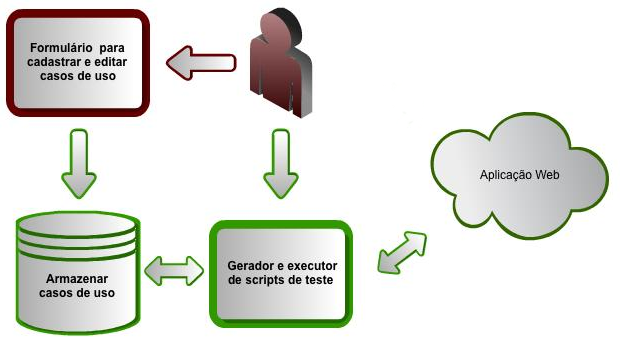 Formulário para
cadastrar e editar
casos de uso
Aplicação Web
Armazenar
casos de uso
Gerador e executor
de scripts de teste